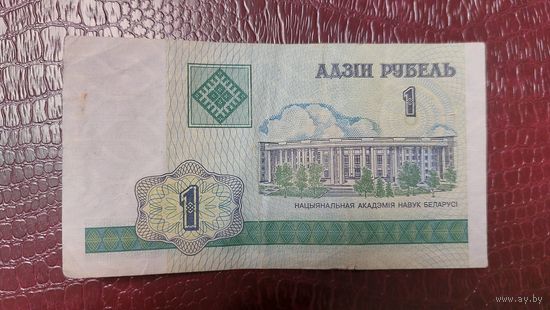 АДЗІН РУБЕЛЬ
1
НАЦЫЯНАЛЬНАЯ АКАДЭМІЯ НАВУК БЕЛАРУСІ
1
www.ay.by